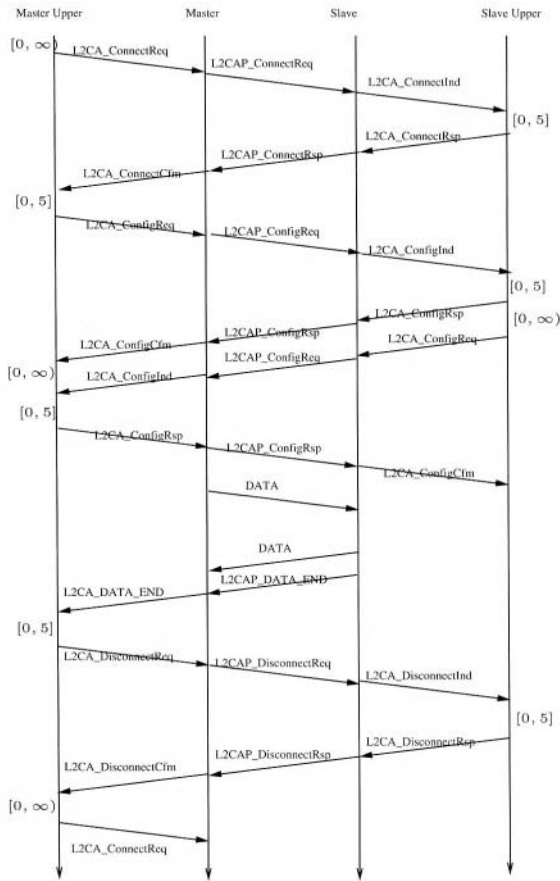 Master Upper Master Slave Slave Upper
[0, ∞)
L2CA_ConnectReq
L2CAP_ConnectReq
L2CA_ConnectInd
[0, 5]
L2CA_ConnectRsp
L2CAP_ConnectRsp
L2CA_ConnectCfm
[0, 5]
L2CA_ConfigReq
L2CAP_ConfigReq
L2CA_ConfigInd
[0, 5]
L2CA_ConfigRsp
[0, ∞)
L2CAP_ConfigRsp
L2CA_ConfigReq
L2CA_ConfigCfm
L2CAP_ConfigReq
[0, ∞)
L2CA_ConfigInd
[0, 5]
L2CA_ConfigRsp
L2CAP_ConfigRsp
L2CA_ConfigCfm
DATA
DATA
L2CAP_DATA_END
L2CA_DATA_END
[0, 5]
L2CA_DisconnectReq
L2CAP_DisconnectReq
L2CA_DisconnectInd
[0, 5]
L2CA_DisconnectRsp
L2CAP_DisconnectRsp
L2CA_DisconnectCfm
[0, ∞)
L2CA_ConnectReq